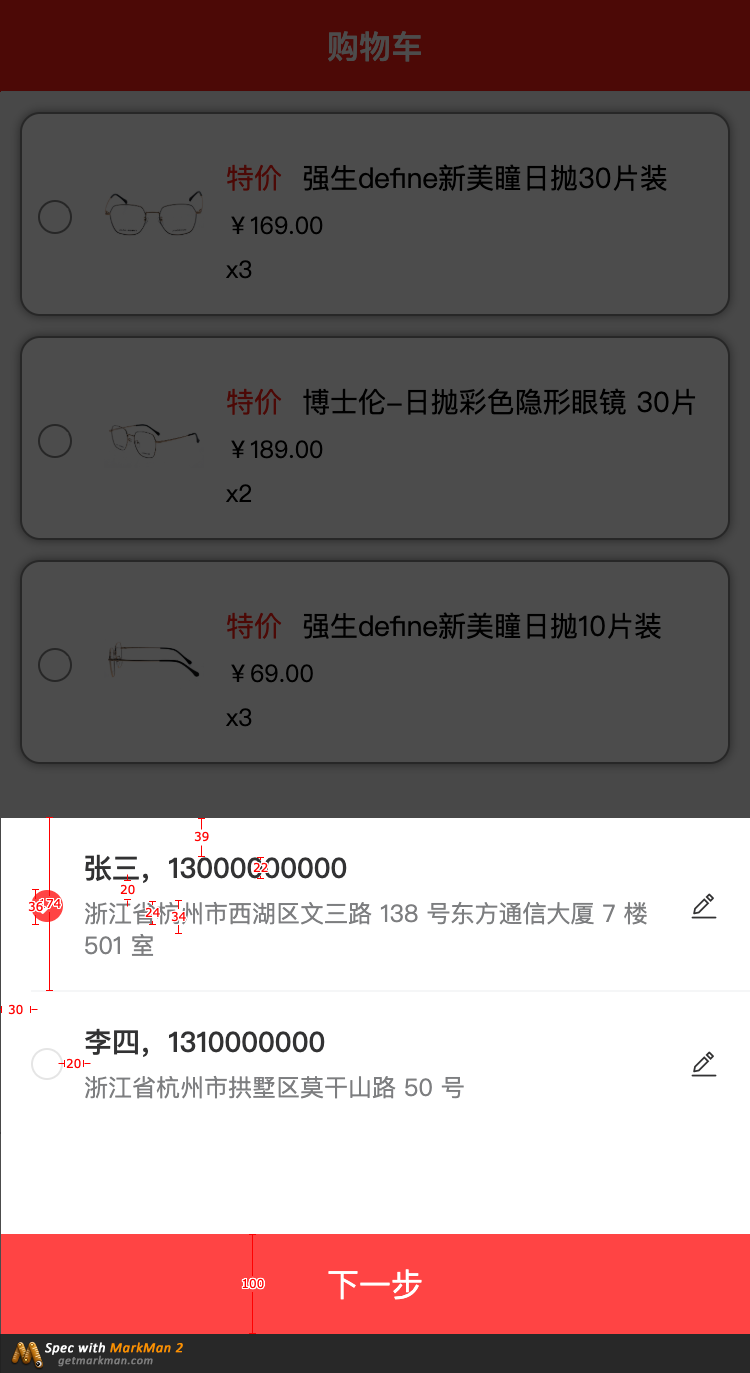 购物车
特价 强生define新美瞳日抛30片装
￥169.00
x3
特价 博士伦-日抛彩色隐形眼镜 30片
￥189.00
x2
特价 强生define新美瞳日抛10片装
￥69.00
x3
39
张三，13000000000
22
20
36
174
24
34
浙江省杭州市西湖区文三路 138 号东方通信大厦 7 楼
501 室
30
李四，1310000000
20
浙江省杭州市拱墅区莫干山路 50 号
100
下一步
Spec with MarkMan 2
getmarkman.com